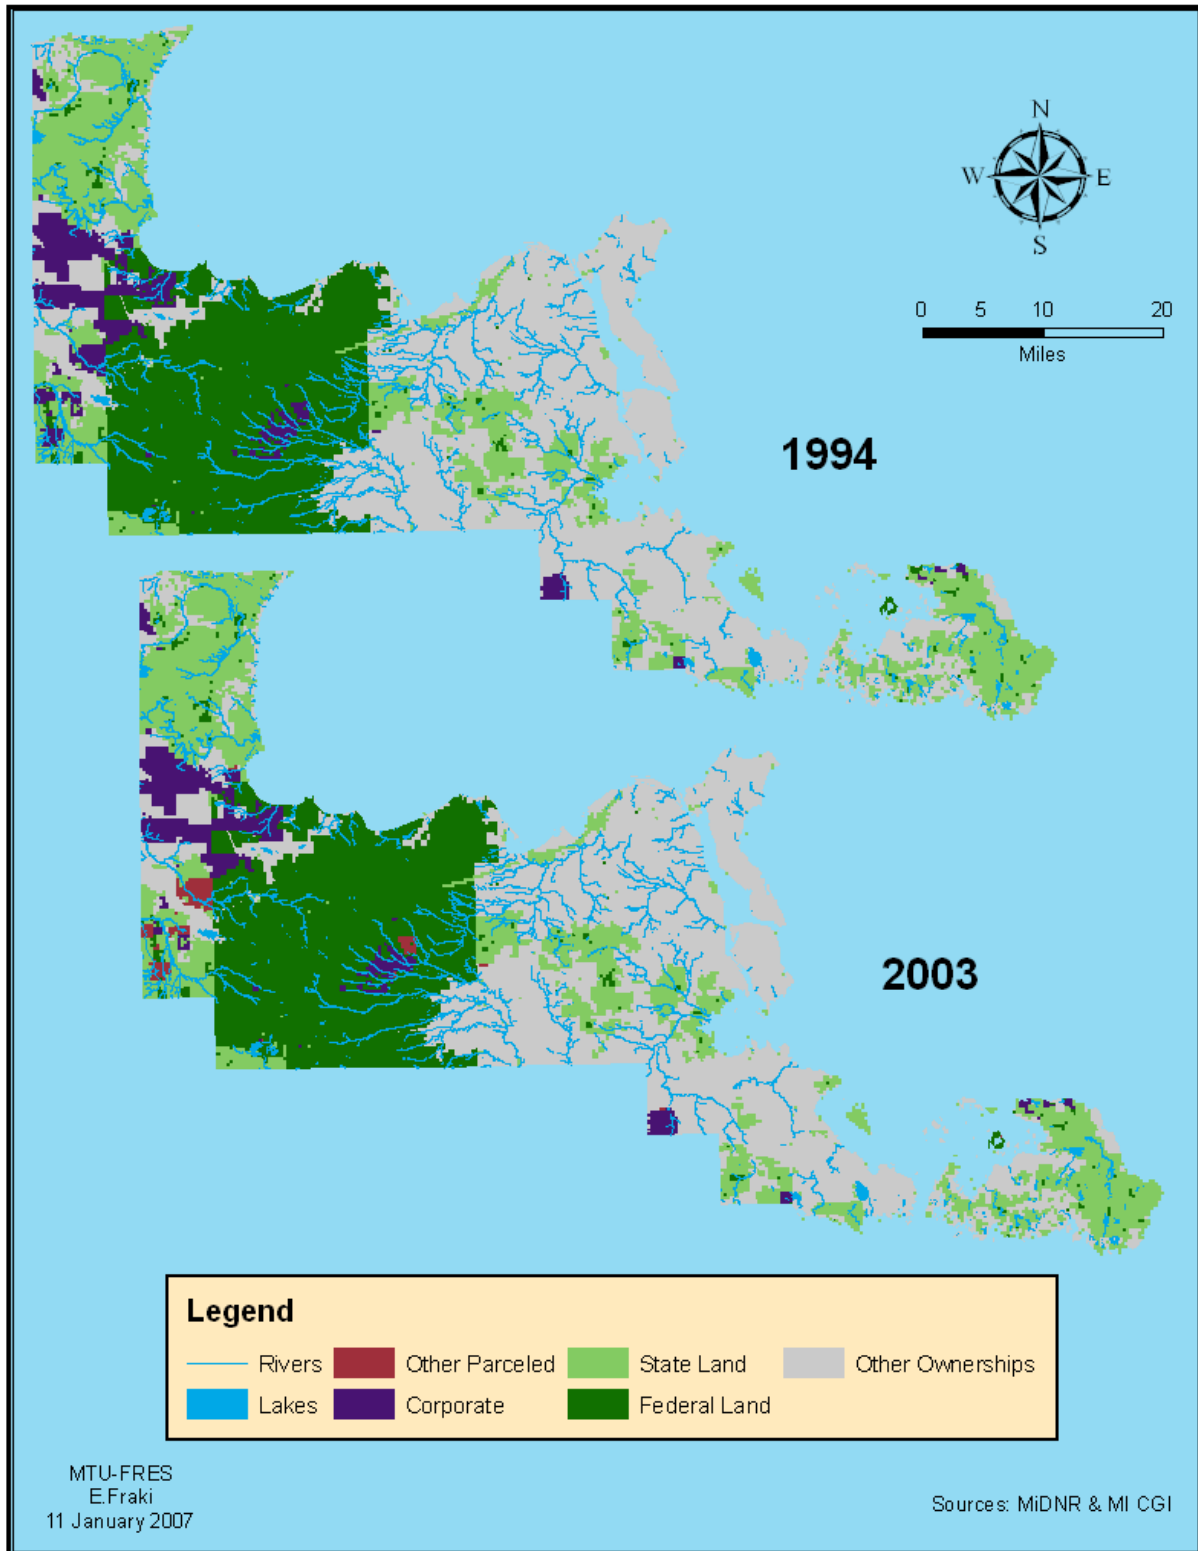 N
W E
S
0 5 10 20
Miles
1994
2003
Legend
Rivers Other Parceled State Land Other Ownerships
Lakes Corporate Federal Land
MTU-FRES
E.Fraki
11 January 2007
Sources: MiDNR & MI CGI